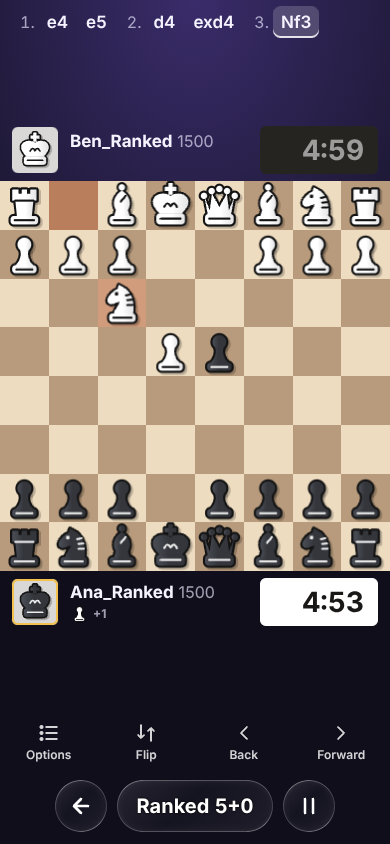 1. e4 e5 2. d4 exd4 3. Nf3
Ben_Ranked 1500
4:59
Ana_Ranked 1500
+1
4:53
Options Flip Back Forward
Ranked 5+0